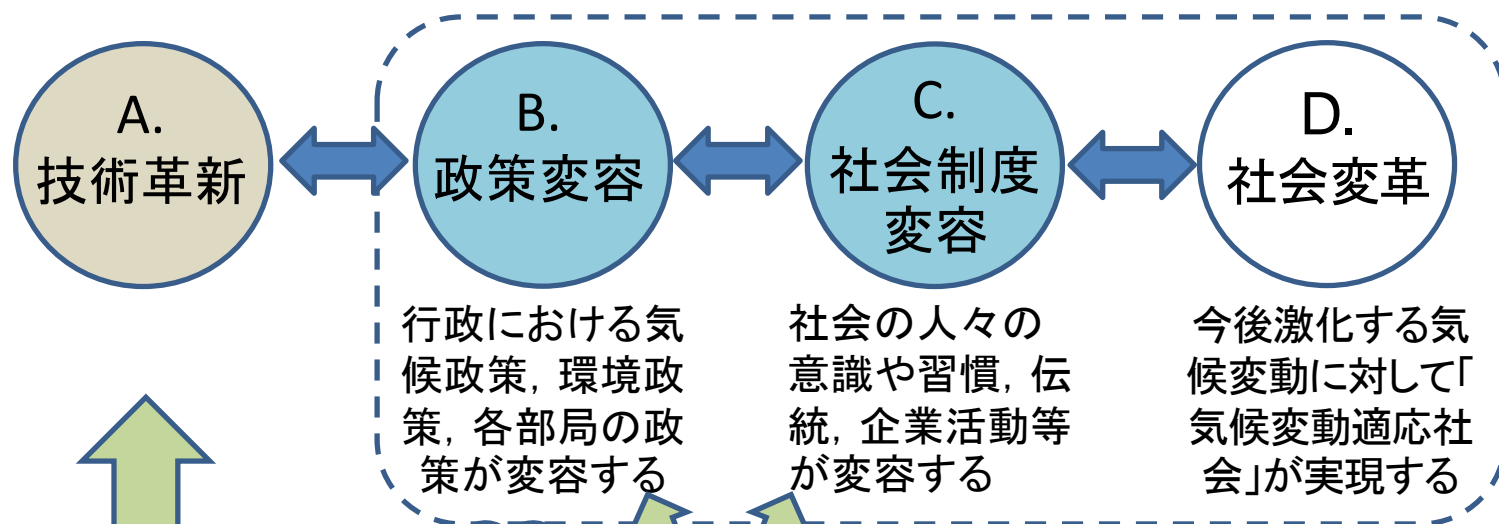 A.
技術革新
B.
政策変容
C.
社会制度
変容
D.
社会変革
行政における気
候政策，環境政
策，各部局の政
策が変容する
社会の人々の
意識や習慣，伝
統，企業活動等
が変容する
今後激化する気
候変動に対して「
気候変動適応社
会」が実現する